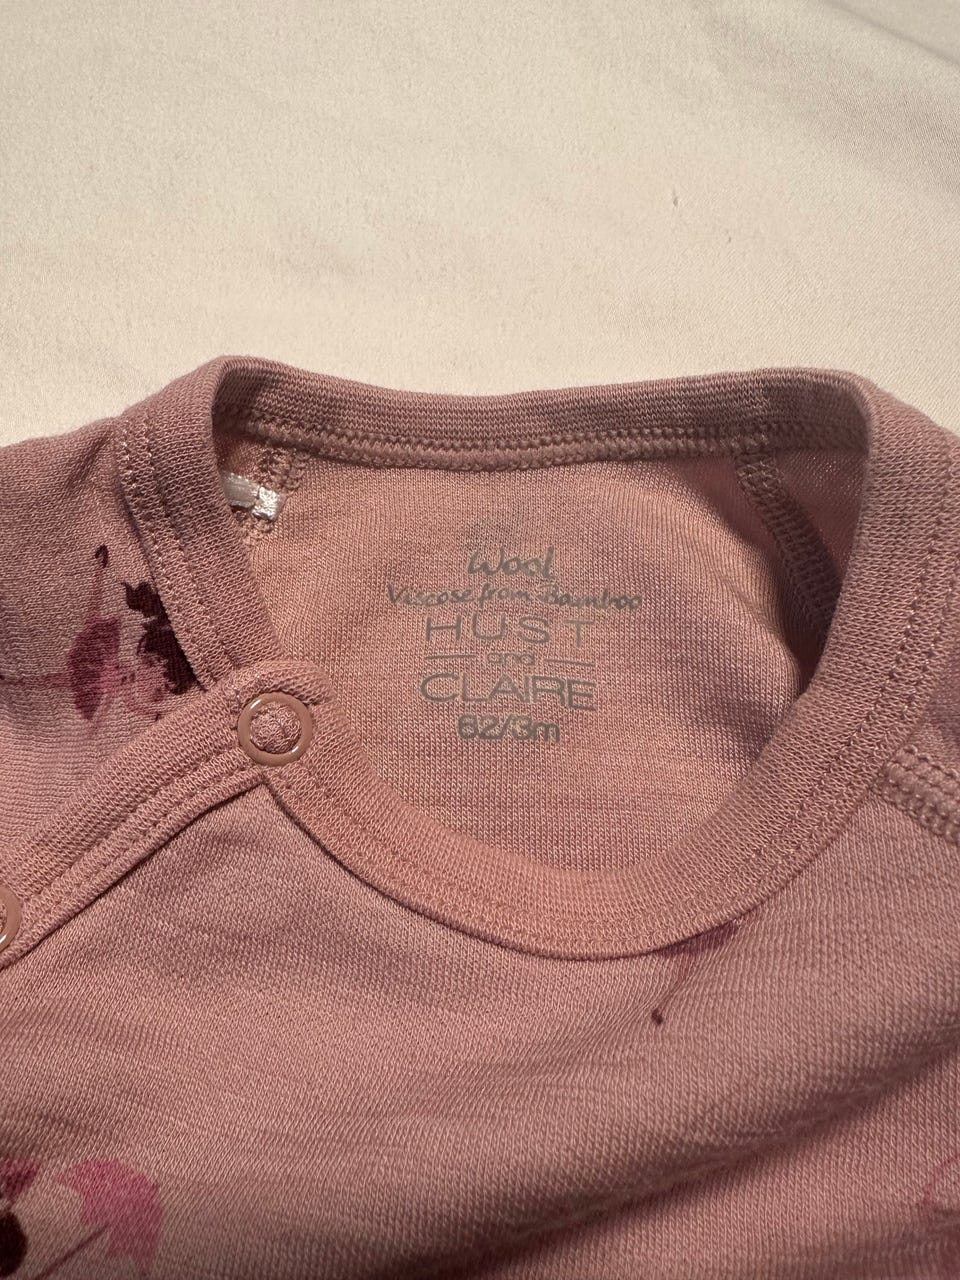 Wool
Viscose from Bamboo
HUST
and
CLAIRE
62/3m